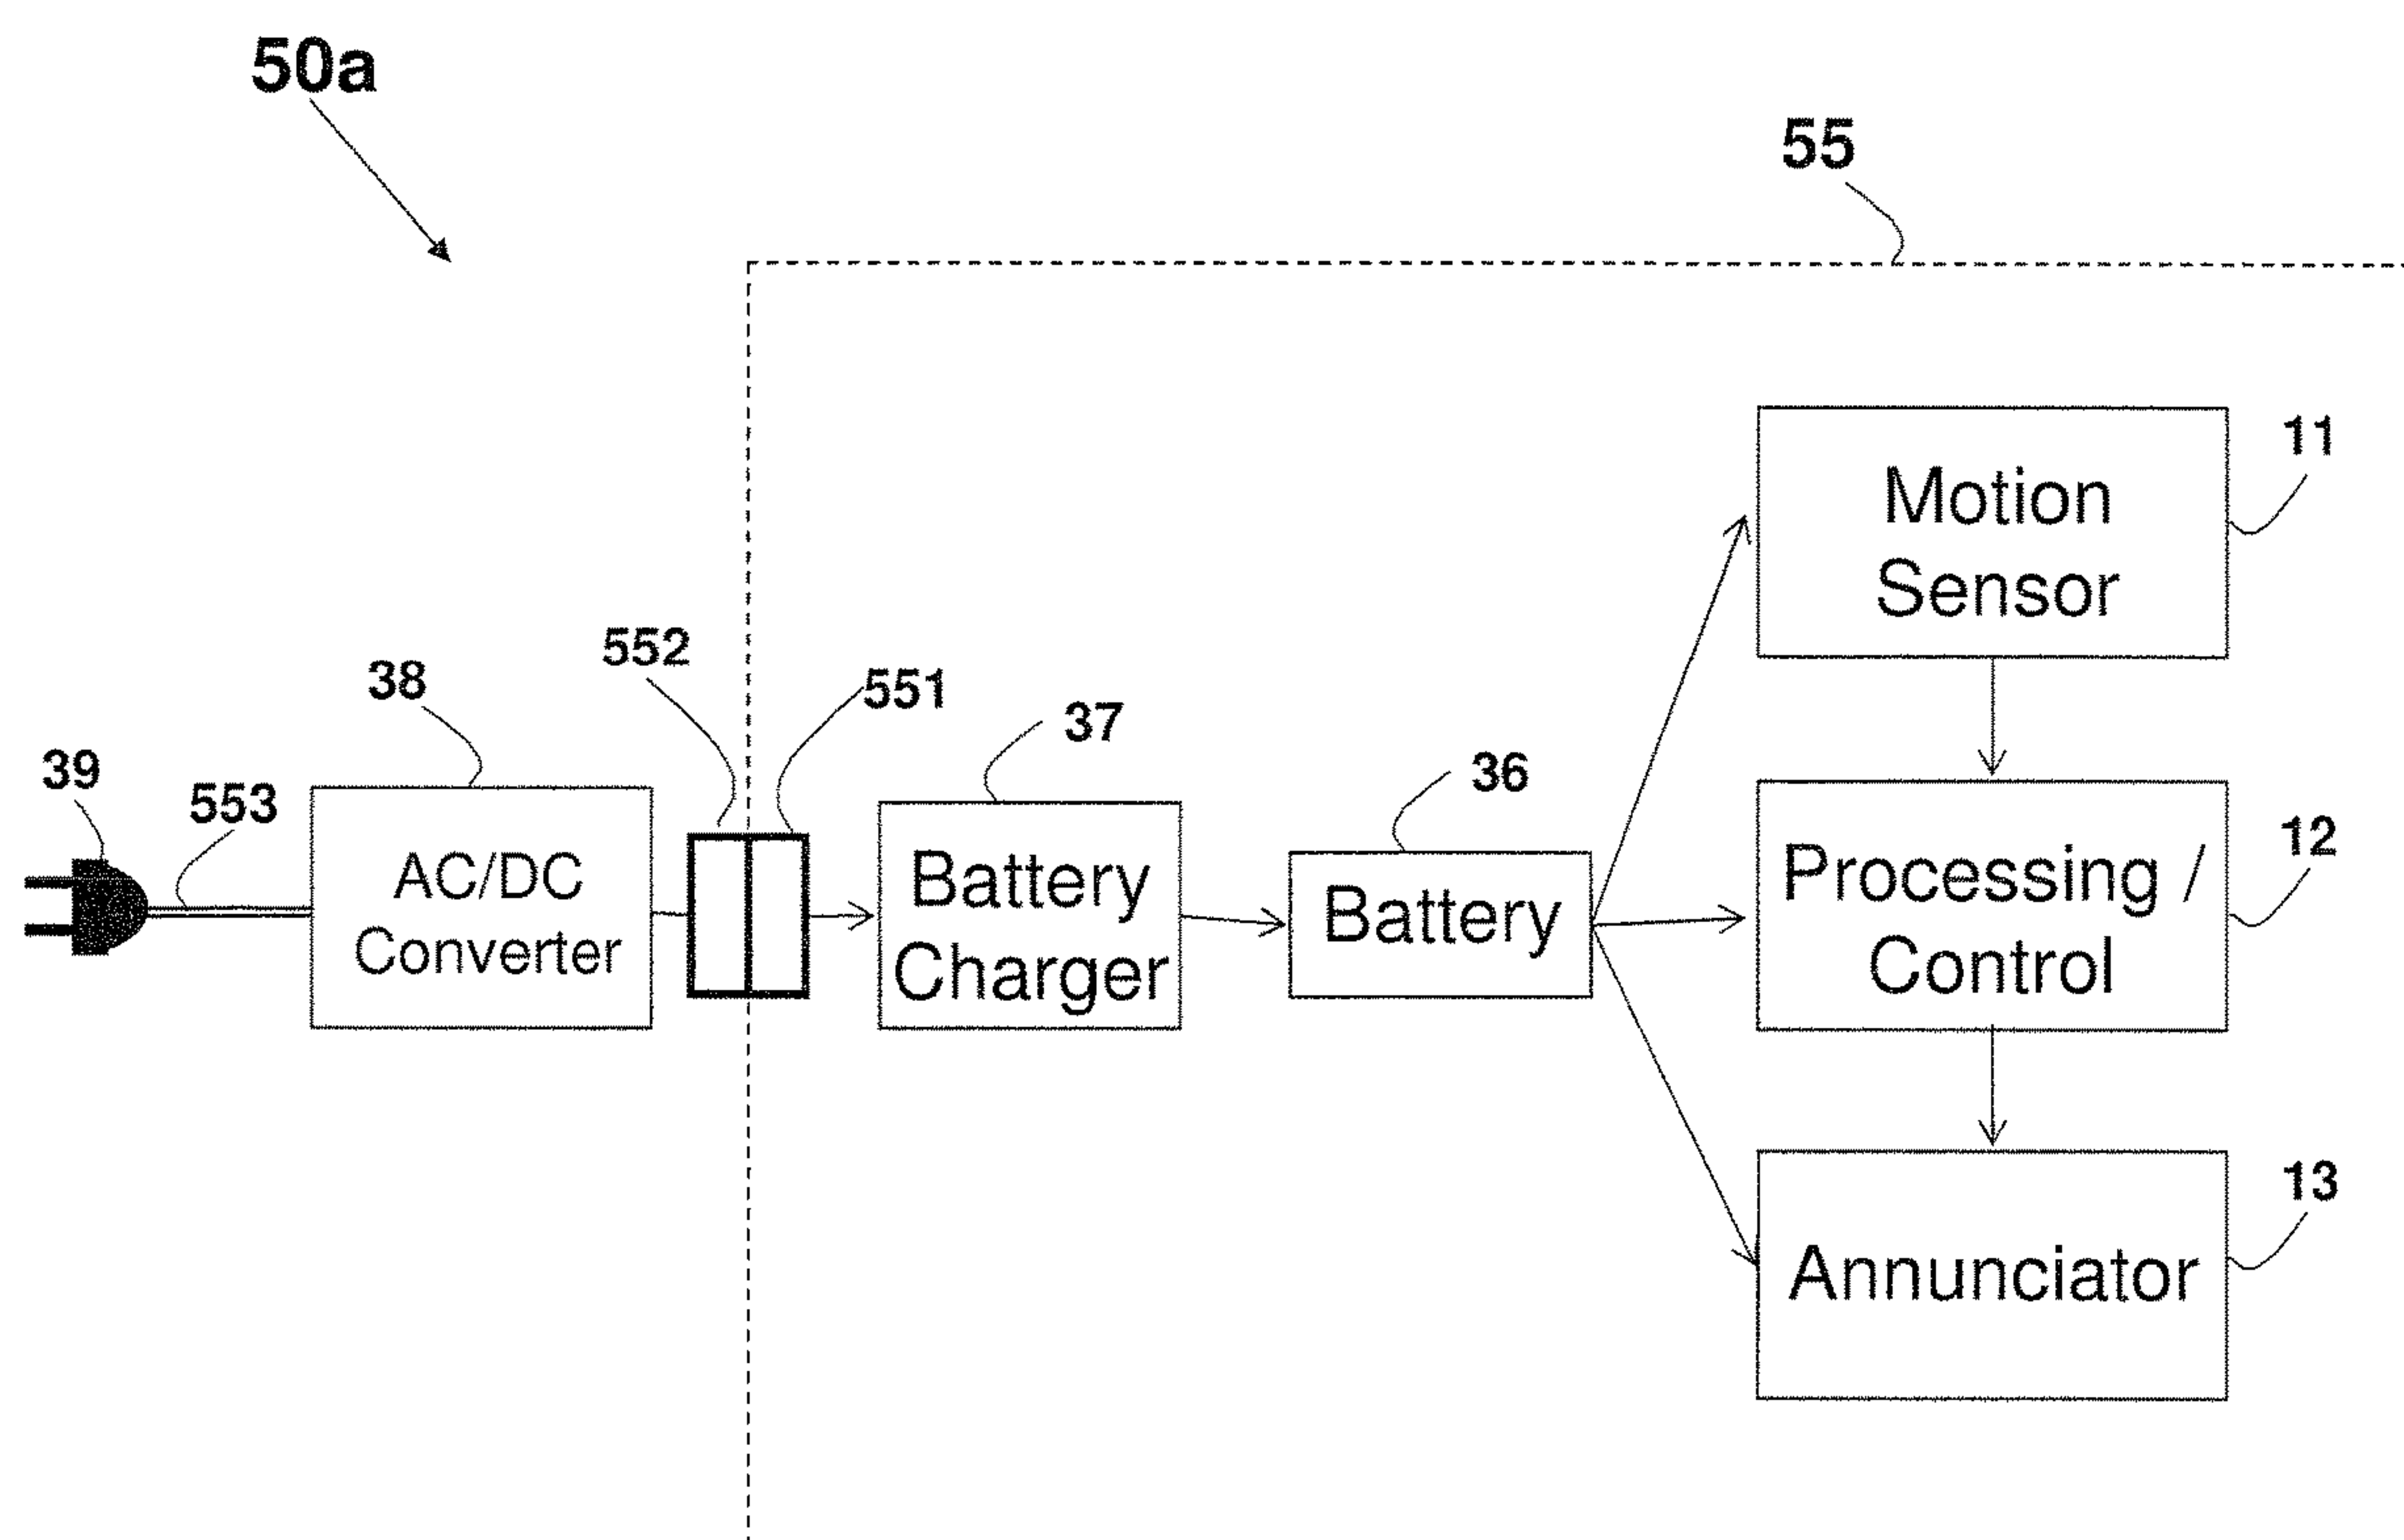 50a
55
11
Motion
Sensor
552
38
551
37
39
553
36
AC/DC
Converter
Battery
Charger
Battery
12
Processing /
Control
13
Annunciator